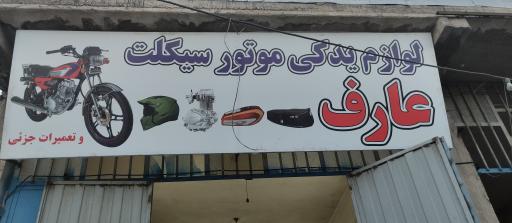 لوازم یدکی موتور سیکلت
عارف
و تعمیرات جزئی